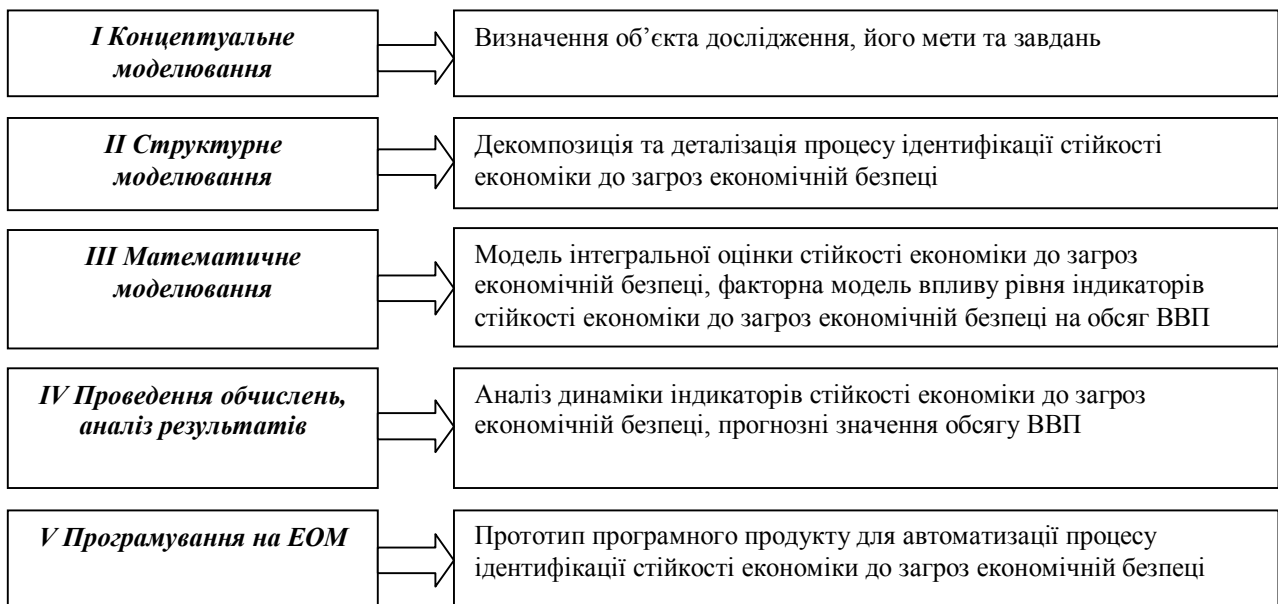 I Концептуальне
моделювання
Визначення об’єкта дослідження, його мети та завдань
II Структурне
моделювання
Декомпозиція та деталізація процесу ідентифікації стійкості
економіки до загроз економічній безпеці
III Математичне
моделювання
Модель інтегральної оцінки стійкості економіки до загроз
економічній безпеці, факторна модель впливу рівня індикаторів
стійкості економіки до загроз економічній безпеці на обсяг ВВП
IV Проведення обчислень,
аналіз результатів
Аналіз динаміки індикаторів стійкості економіки до загроз
економічній безпеці, прогнозні значення обсягу ВВП
V Програмування на ЕОМ
Прототип програмного продукту для автоматизації процесу
ідентифікації стійкості економіки до загроз економічній безпеці